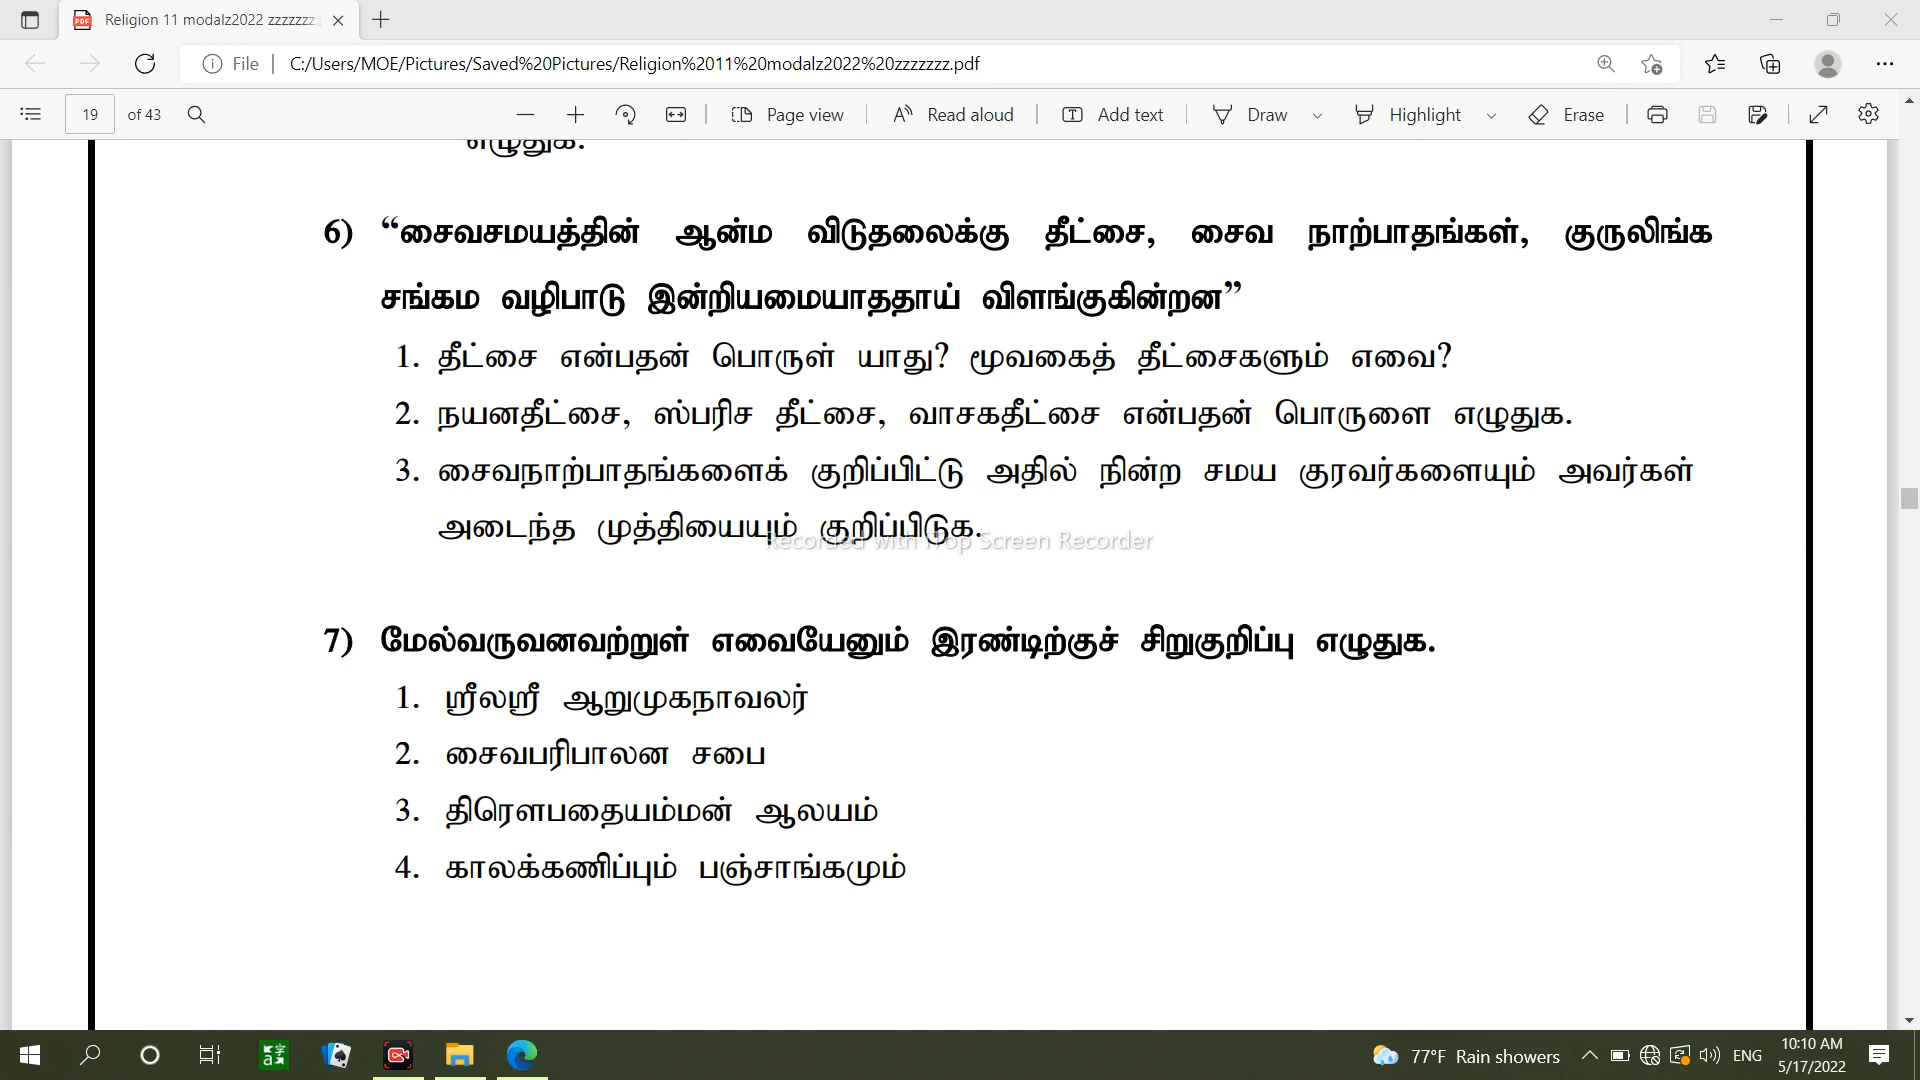 Religion 11 modalz2022 zzzzzzz
File C:/Users/MOE/Pictures/Saved%20Pictures/Religion%2011%20modalz2022%20zzzzzzz.pdf
19 of 43 Page view Read aloud Add text Draw Highlight Erase
எழுதுக.
6) “சைவசமயத்தின் ஆன்ம விடுதலைக்கு தீட்சை, சைவ நாற்பாதங்கள், குருலிங்க
சங்கம வழிபாடு இன்றியமையாததாய் விளங்குகின்றன”
1. தீட்சை என்பதன் பொருள் யாது? மூவகைத் தீட்சைகளும் எவை?
2. நயனதீட்சை, ஸ்பரிச தீட்சை, வாசகதீட்சை என்பதன் பொருளை எழுதுக.
3. சைவநாற்பாதங்களைக் குறிப்பிட்டு அதில் நின்ற சமய குரவர்களையும் அவர்கள்
அடைந்த முத்தியையும் குறிப்பிடுக.
Recorded with iTop Screen Recorder
7) மேல்வருவனவற்றுள் எவையேனும் இரண்டிற்குச் சிறுகுறிப்பு எழுதுக.
1. ஸ்ரீலஸ்ரீ ஆறுமுகநாவலர்
2. சைவபரிபாலன சபை
3. திரௌபதையம்மன் ஆலயம்
4. காலக்கணிப்பும் பஞ்சாங்கமும்
77°F Rain showers ENG 10:10 AM
5/17/2022